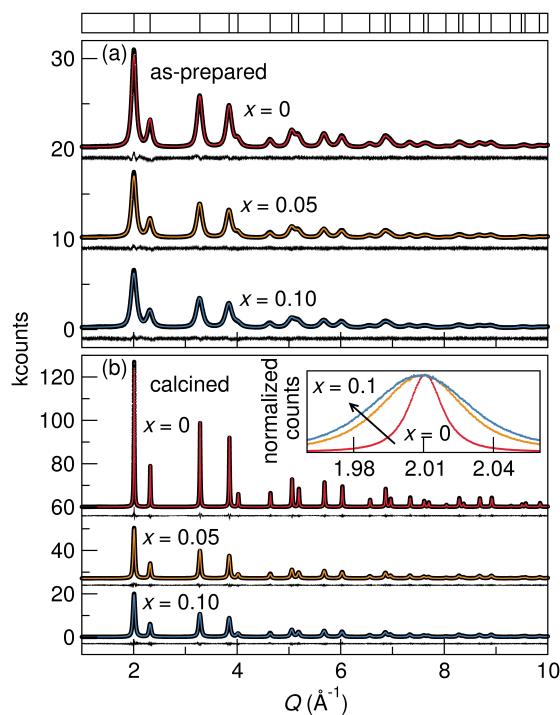 (a)
as-prepared
x = 0
x = 0.05
x = 0.10
30
20
10
0
kcounts
(b)
calcined
x = 0
x = 0.05
x = 0.10
120
100
80
60
40
20
0
normalized
counts
x = 0.1
x = 0
1.98 2.01 2.04
2 4 6 8 10
Q (Å⁻¹)